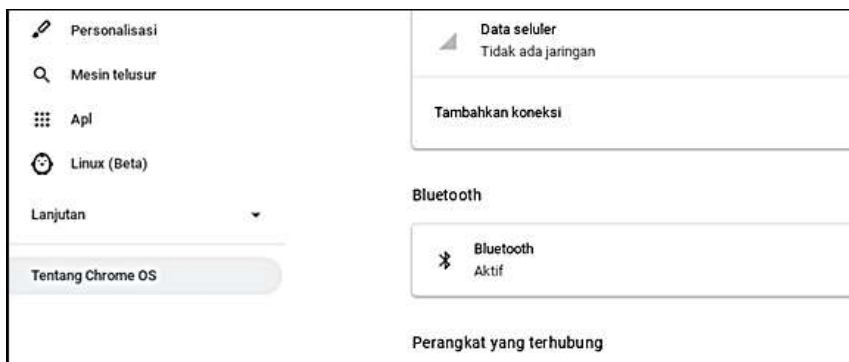 Personalisasi
Mesin telusur
Apl
Linux (Beta)
Lanjutan
Tentang Chrome OS
Data seluler
Tidak ada jaringan
Tambahkan koneksi
Bluetooth
Bluetooth
Aktif
Perangkat yang terhubung